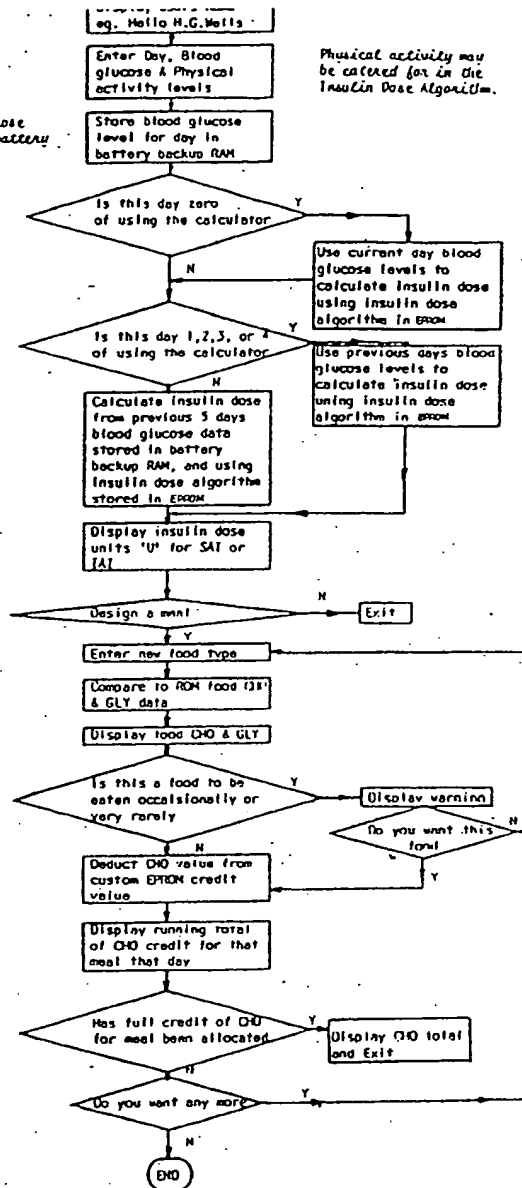 eg. Hello H.G.Wells
Enter Day, Blood
glucose & Physical
activity levels
Physical activity may
be catered for in the
Insulin Dose Algorithm.
ose
attery
Store blood glucose
level for day in
battery backup RAM
Is this day zero
of using the calculator
Y
N
Use current day blood
glucose levels to
calculate insulin dose
using insulin dose
algorithm in EPROM
Is this day 1,2,3, or 4
of using the calculator
Y
N
Use previous days blood
glucose levels to
calculate insulin dose
using insulin dose
algorithm in EPROM
Calculate insulin dose
from previous 5 days
blood glucose data
stored in battery
backup RAM, and using
insulin dose algorithm
stored in EPROM
Display insulin dose
units 'U' for SAI or
IAI
Design a meal
N
Exit
Y
Enter new food type
Compare to ROM food CHO
& GLY data
Display food CHO & GLY
Is this a food to be
eaten occalsionally or
very rarely
Y
Display warning
N
Do you want this
food
N
Y
Deduct CHO value from
custom EPROM credit
value
Display running total
of CHO credit for that
meal that day
Has full credit of CHO
for meal been allocated
Y
Display CHO total
and Exit
N
Do you want any more
Y
N
END